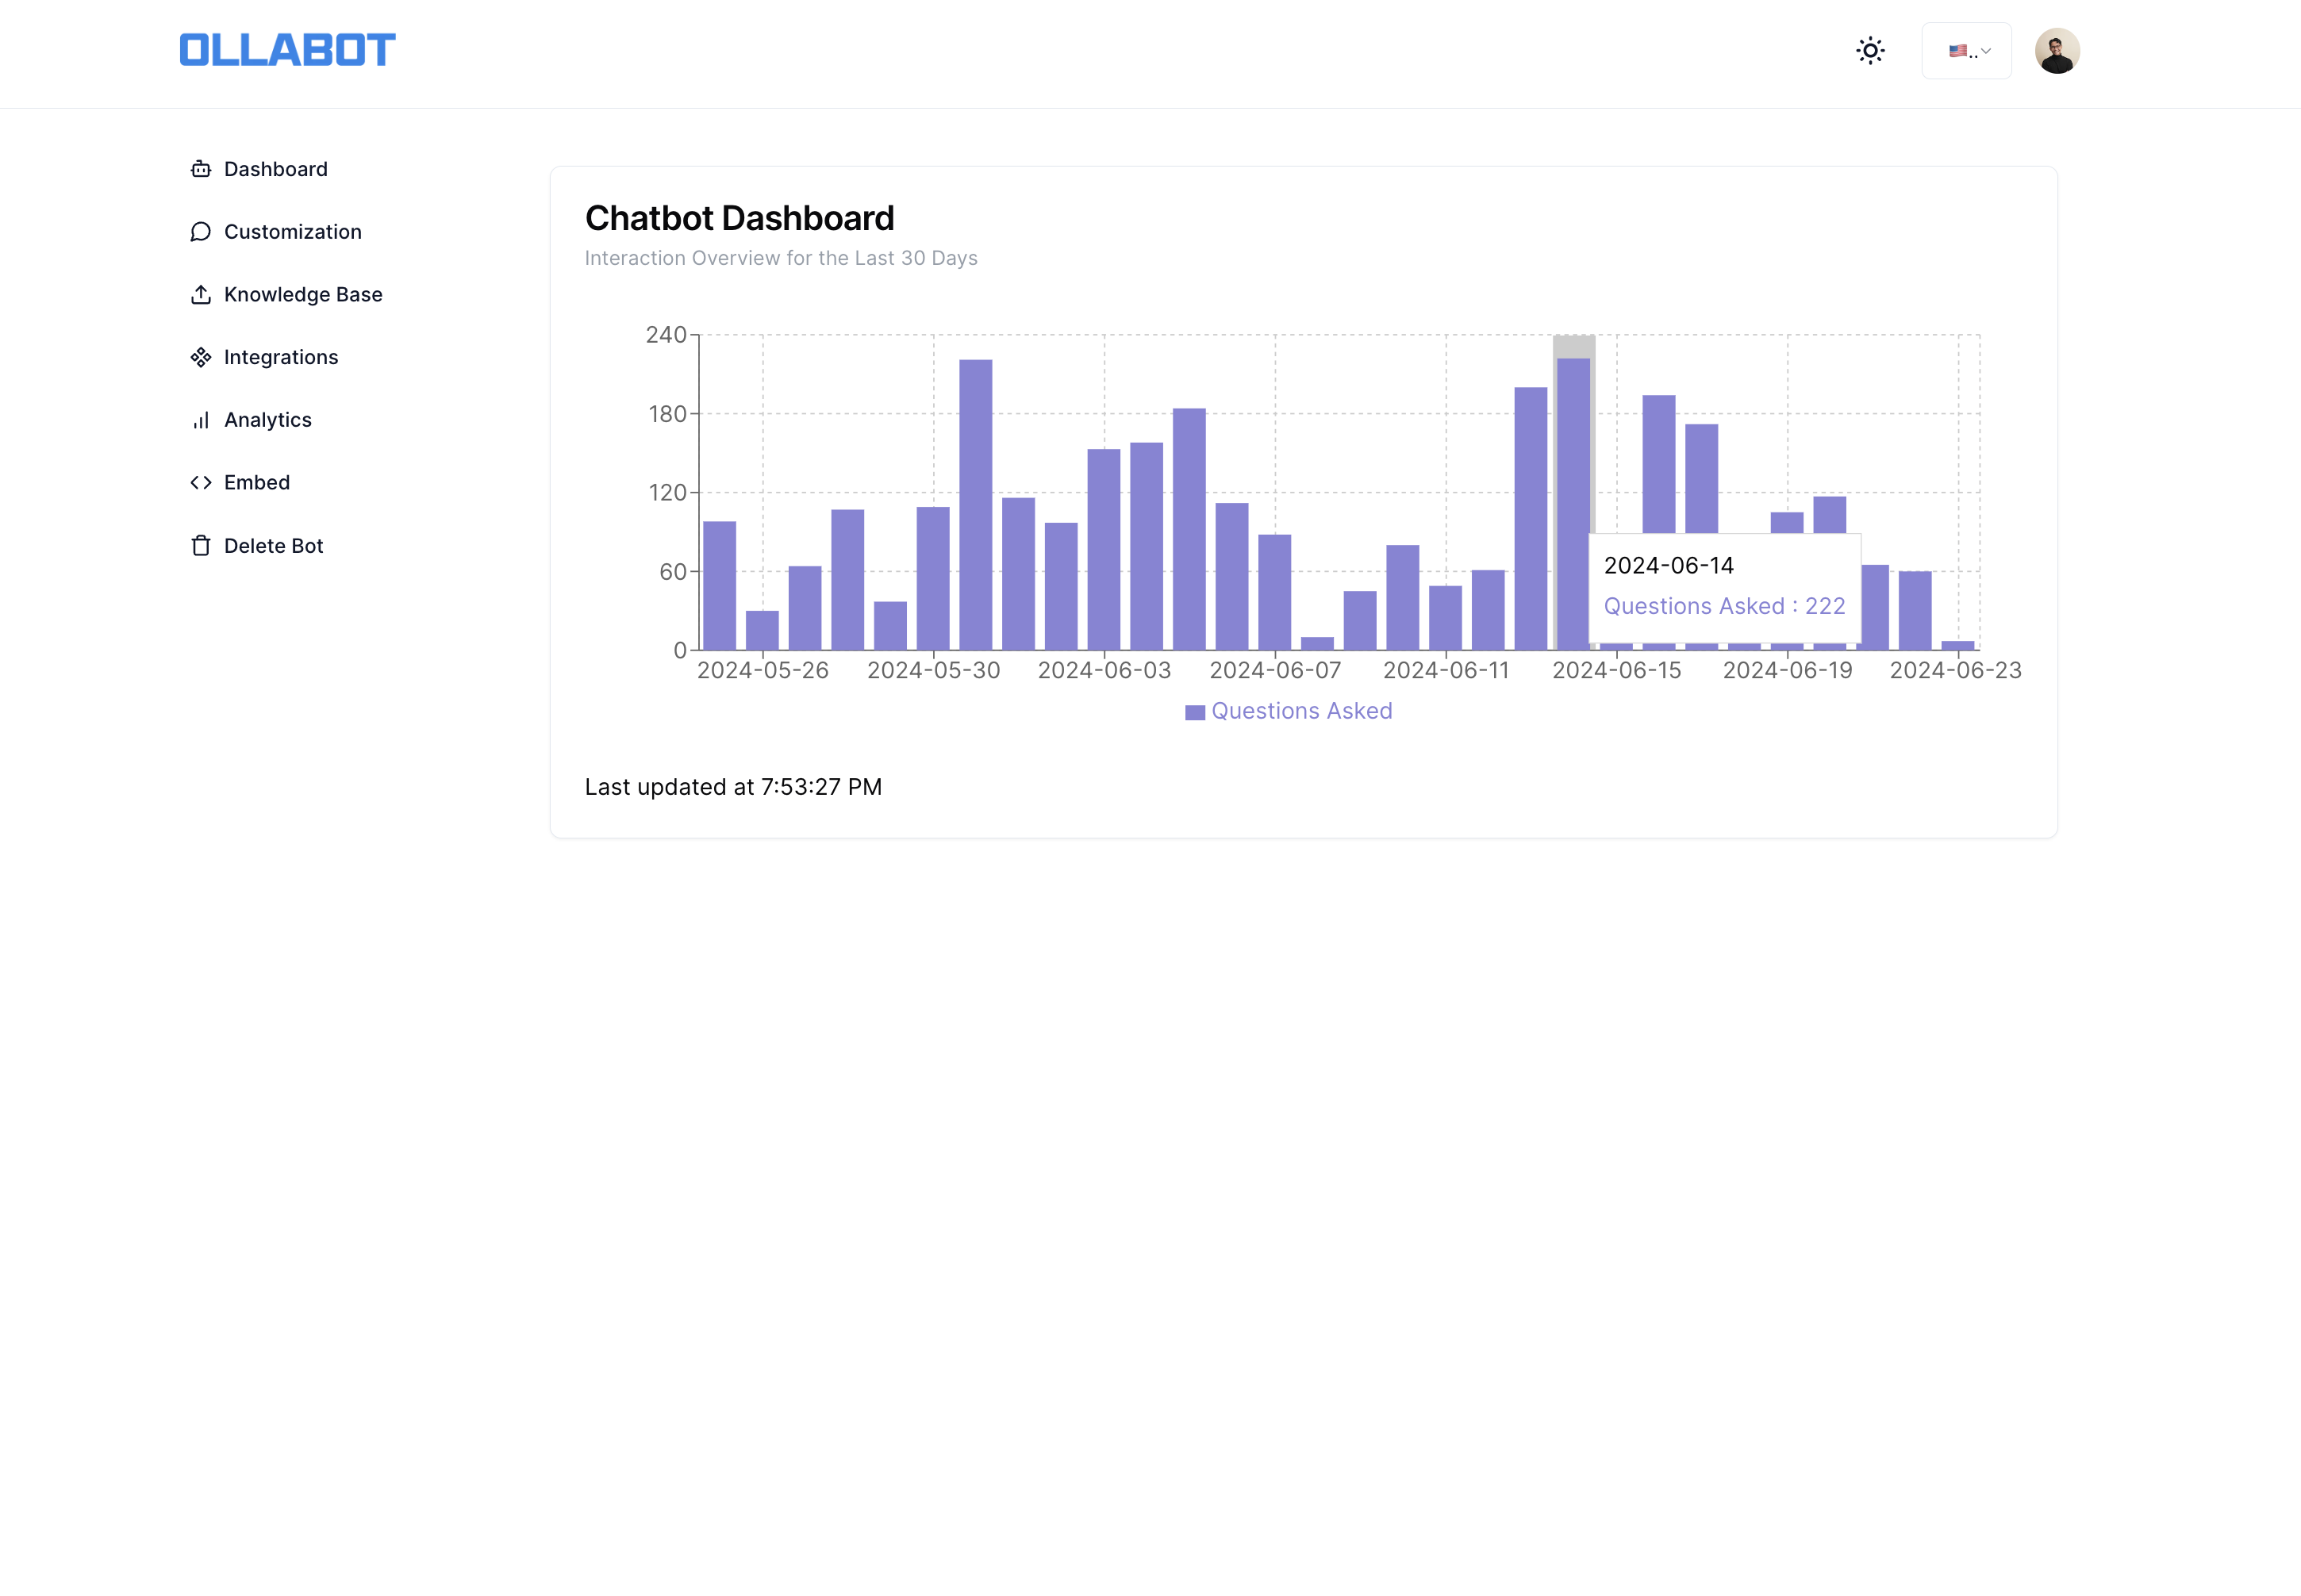 OLLABOT
..
Dashboard
Customization
Knowledge Base
Integrations
Analytics
Embed
Delete Bot
Chatbot Dashboard
Interaction Overview for the Last 30 Days
240
180
120
60
0
2024-05-26 2024-05-30 2024-06-03 2024-06-07 2024-06-11 2024-06-15 2024-06-19 2024-06-23
2024-06-14
Questions Asked : 222
Questions Asked
Last updated at 7:53:27 PM